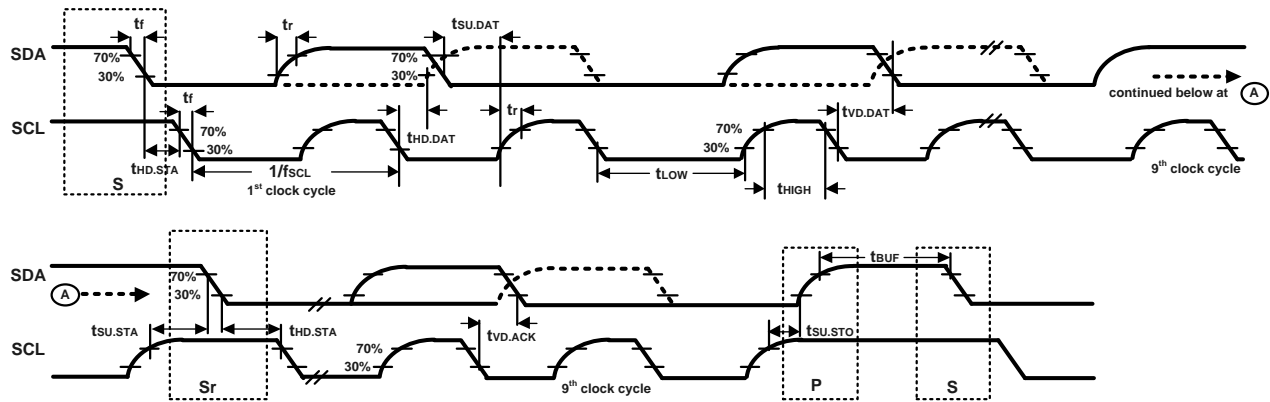 tf
tr
tSU.DAT
SDA
70%
30%
70%
30%
continued below at A
tf
tHD.DAT
tr
tVD.DAT
SCL
70%
30%
70%
30%
tHD.STA
S
1/fSCL
1st clock cycle
tLOW
tHIGH
9th clock cycle
SDA
70%
30%
A
tBUF
tSU.STA
tHD.STA
tVD.ACK
tSU.STO
SCL
70%
30%
Sr
9th clock cycle
P
S